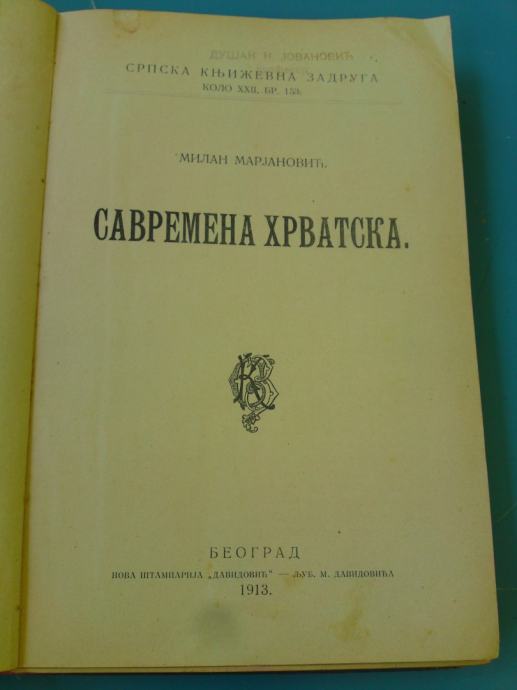 ДУШАН Н. ЈОВАНОВИЋ
СРПСКА КЊИЖЕВНА ЗАДРУГА
КОЛО XXII, БР. 153.
МИЛАН МАРЈАНОВИЋ.
САВРЕМЕНА ХРВАТСКА.
БЕОГРАД
НОВА ШТАМПАРИЈА „ДАВИДОВИЋ“ — ЉУБ. М. ДАВИДОВИЋА
1913.